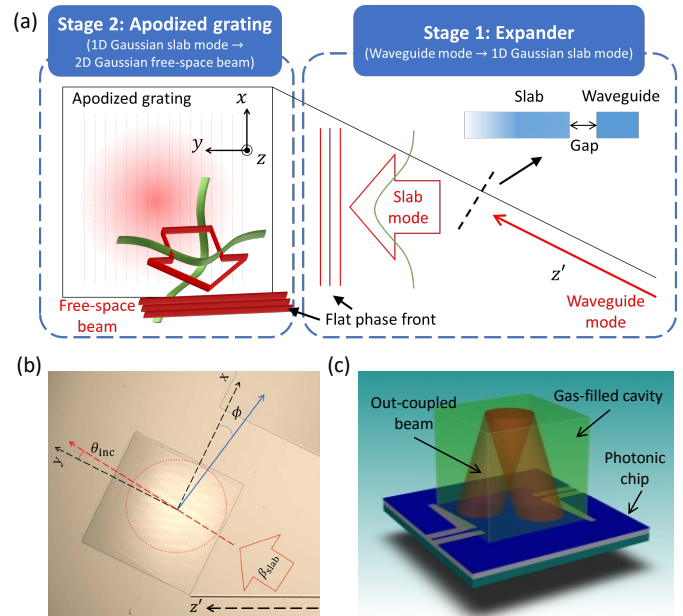 (a)
Stage 2: Apodized grating
(1D Gaussian slab mode →
2D Gaussian free-space beam)
Stage 1: Expander
(Waveguide mode → 1D Gaussian slab mode)
Apodized grating
x
y
z
Slab
Waveguide
Gap
Slab
mode
z′
Waveguide
mode
Free-space
beam
Flat phase front
(b)
x
ϕ
y
θinc
βslab
z′
(c)
Out-coupled
beam
Gas-filled cavity
Photonic
chip